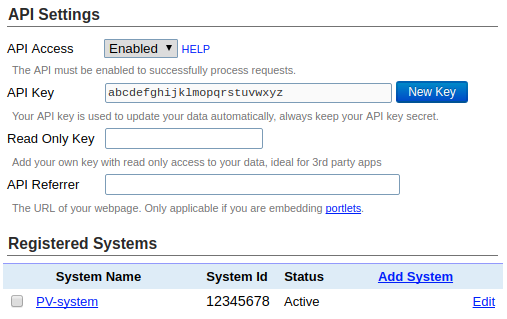 API Settings
API Access Enabled HELP
The API must be enabled to successfully process requests.
API Key abcdefghijklmopqrstuvwxyz New Key
Your API key is used to update your data automatically, always keep your API key secret.
Read Only Key
Add your own key with read only access to your data, ideal for 3rd party apps
API Referrer
The URL of your webpage. Only applicable if you are embedding portlets.
Registered Systems
System Name System Id Status Add System
PV-system 12345678 Active Edit